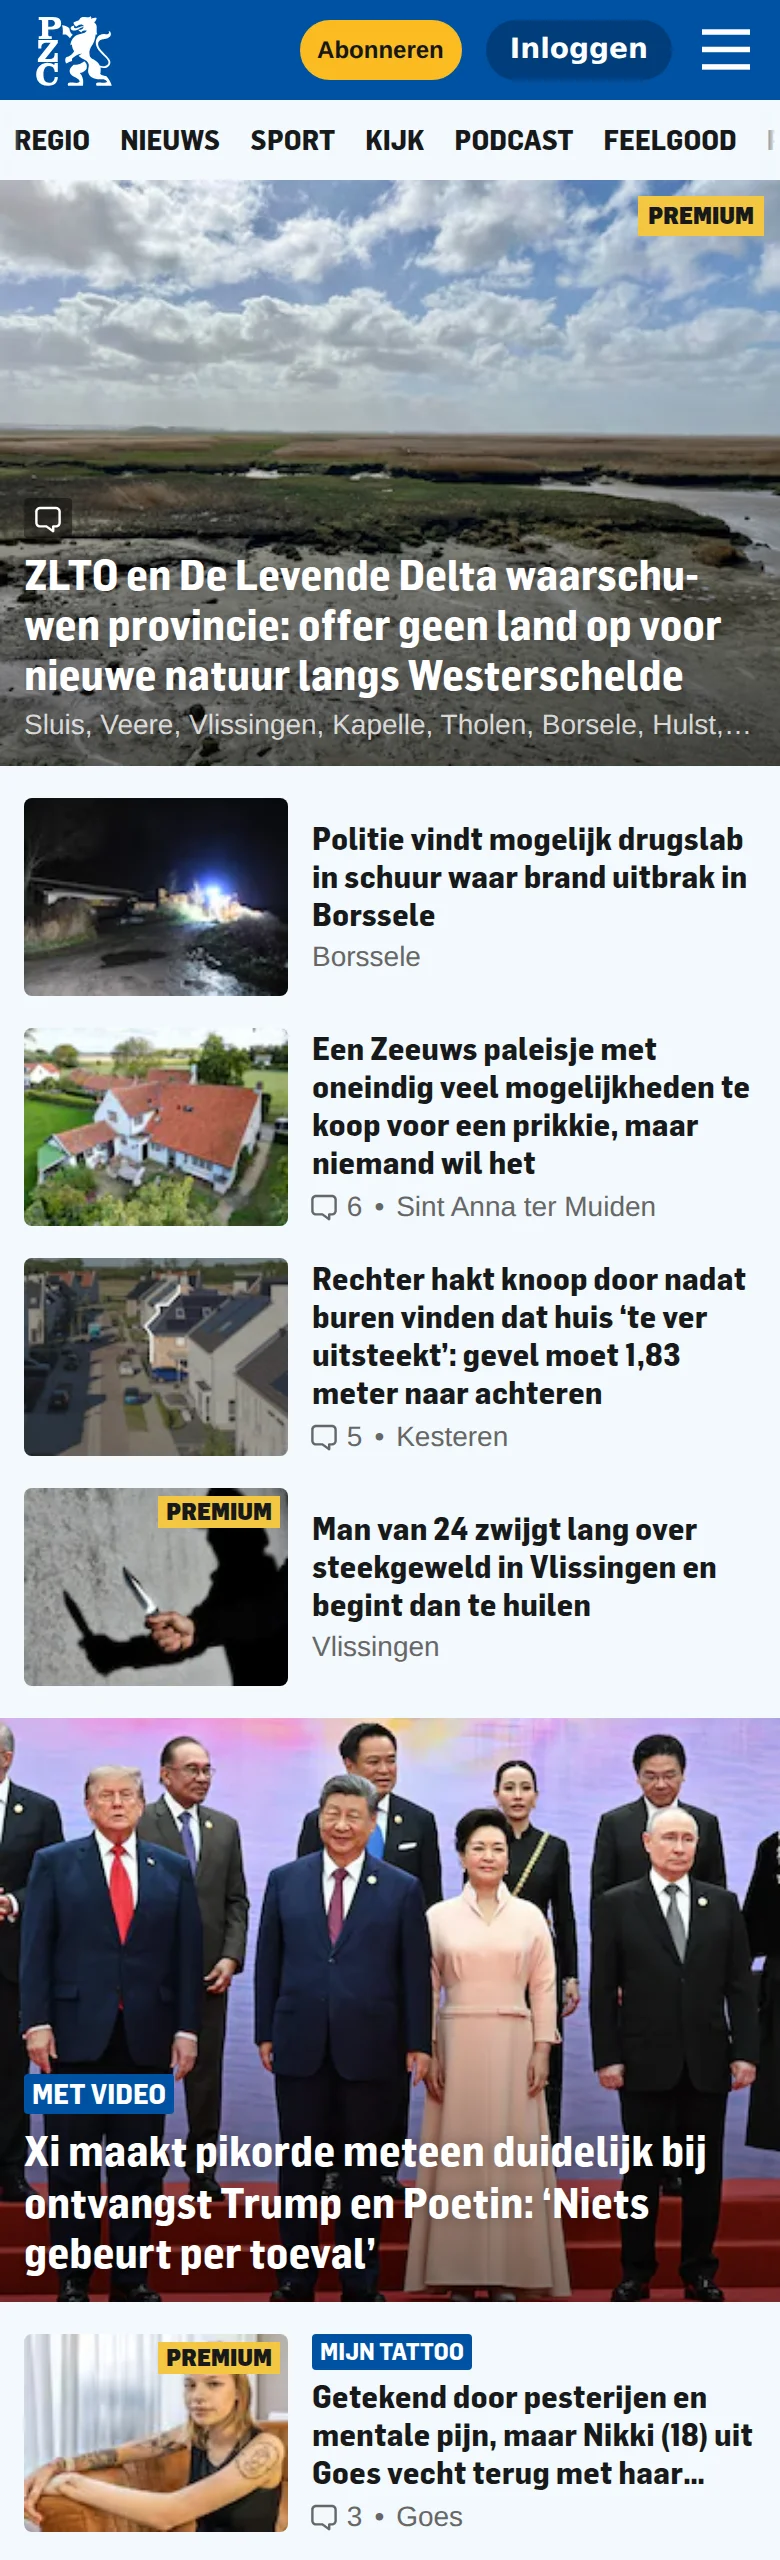 PZC
Abonneren
Inloggen
REGIO NIEUWS SPORT KIJK PODCAST FEELGOOD
PREMIUM
ZLTO en De Levende Delta waarschu-
wen provincie: offer geen land op voor
nieuwe natuur langs Westerschelde
Sluis, Veere, Vlissingen, Kapelle, Tholen, Borsele, Hulst,…
Politie vindt mogelijk drugslab
in schuur waar brand uitbrak in
Borssele
Borssele
Een Zeeuws paleisje met
oneindig veel mogelijkheden te
koop voor een prikkie, maar
niemand wil het
6 • Sint Anna ter Muiden
Rechter hakt knoop door nadat
buren vinden dat huis ‘te ver
uitsteekt’: gevel moet 1,83
meter naar achteren
5 • Kesteren
PREMIUM
Man van 24 zwijgt lang over
steekgeweld in Vlissingen en
begint dan te huilen
Vlissingen
MET VIDEO
Xi maakt pikorde meteen duidelijk bij
ontvangst Trump en Poetin: ‘Niets
gebeurt per toeval’
PREMIUM
MIJN TATTOO
Getekend door pesterijen en
mentale pijn, maar Nikki (18) uit
Goes vecht terug met haar…
3 • Goes